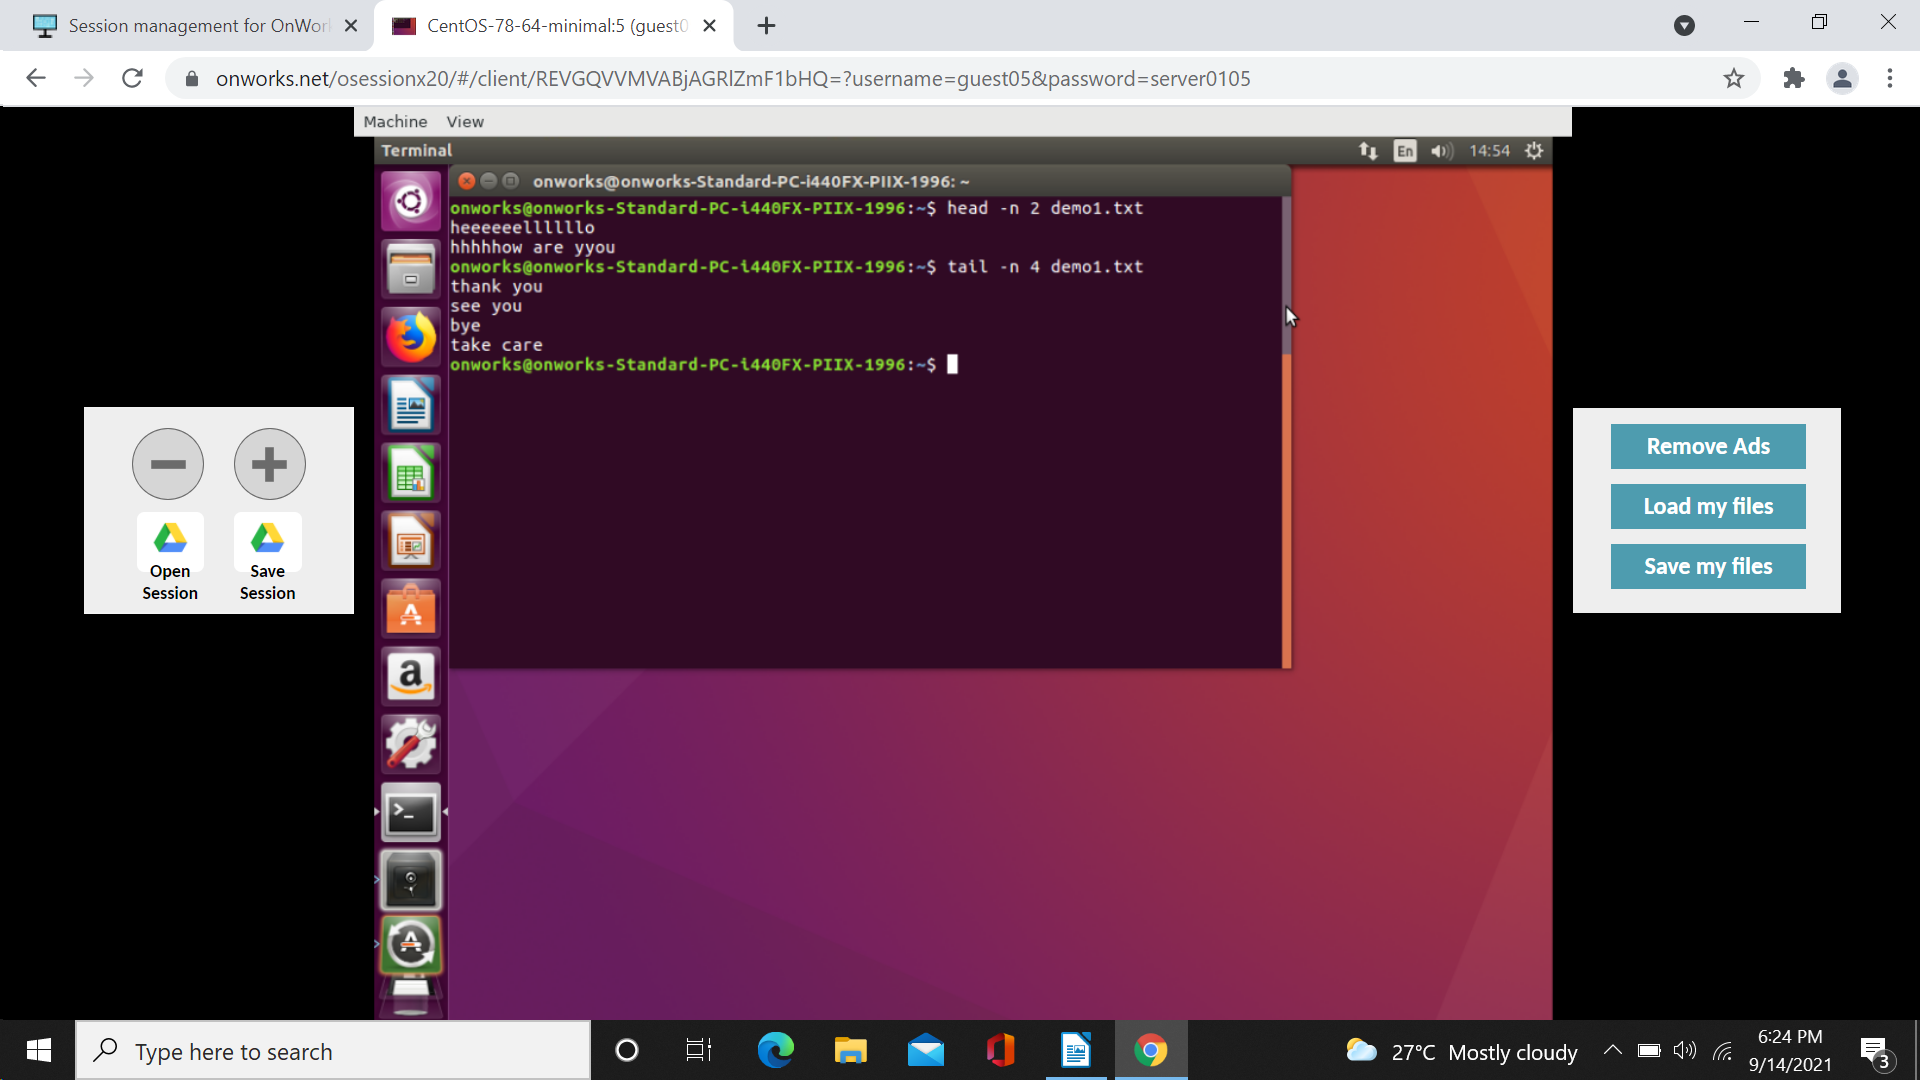 Session management for OnWor
CentOS-78-64-minimal:5 (guest0
onworks.net/osessionx20/#/client/REVGQVVMVABjAGRlZmF1bHQ=?username=guest05&password=server0105
Machine View
Terminal
En
14:54
onworks@onworks-Standard-PC-i440FX-PIIX-1996: ~
onworks@onworks-Standard-PC-i440FX-PIIX-1996:~$ head -n 2 demo1.txt
heeeeeellllllo
hhhhhow are yyou
onworks@onworks-Standard-PC-i440FX-PIIX-1996:~$ tail -n 4 demo1.txt
thank you
see you
bye
take care
onworks@onworks-Standard-PC-i440FX-PIIX-1996:~$
Open Session
Save Session
Remove Ads
Load my files
Save my files
Type here to search
27°C Mostly cloudy
6:24 PM
9/14/2021
3